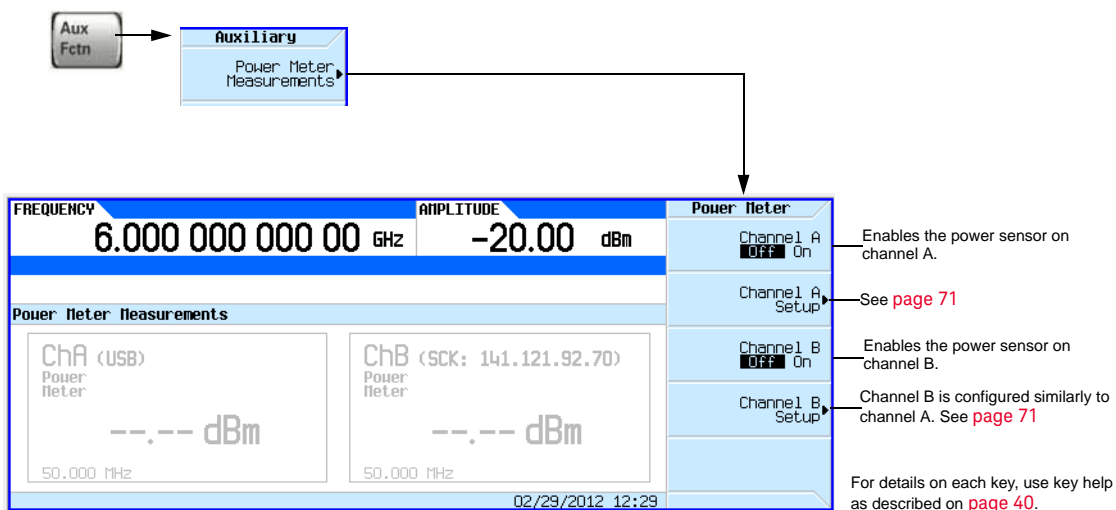 Aux
Fctn
Auxiliary
Power Meter
Measurements
FREQUENCY
6.000 000 000 00 GHz
AMPLITUDE
-20.00 dBm
Power Meter Measurements
ChA (USB)
Power
Meter
--.-- dBm
50.000 MHz
ChB (SCK: 141.121.92.70)
Power
Meter
--.-- dBm
50.000 MHz
02/29/2012 12:29
Power Meter
Channel A
Off On
Enables the power sensor on
channel A.
Channel A
Setup
See page 71
Channel B
Off On
Enables the power sensor on
channel B.
Channel B
Setup
Channel B is configured similarly to
channel A. See page 71
For details on each key, use key help
as described on page 40.